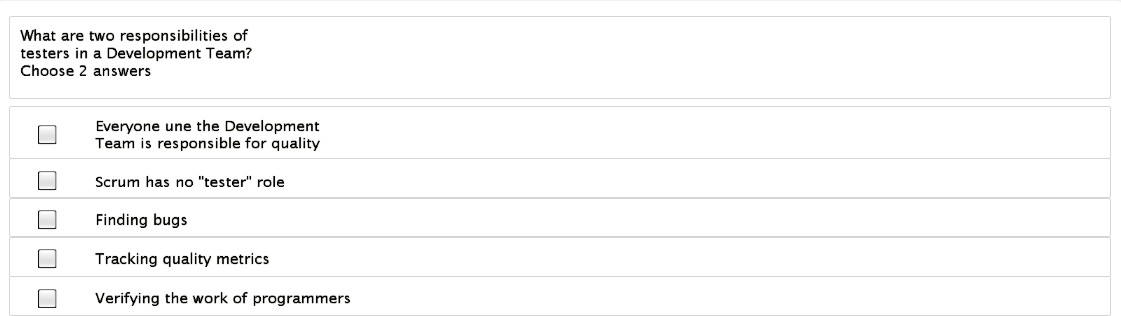 What are two responsibilities of
testers in a Development Team?
Choose 2 answers
Everyone une the Development
Team is responsible for quality
Scrum has no "tester" role
Finding bugs
Tracking quality metrics
Verifying the work of programmers